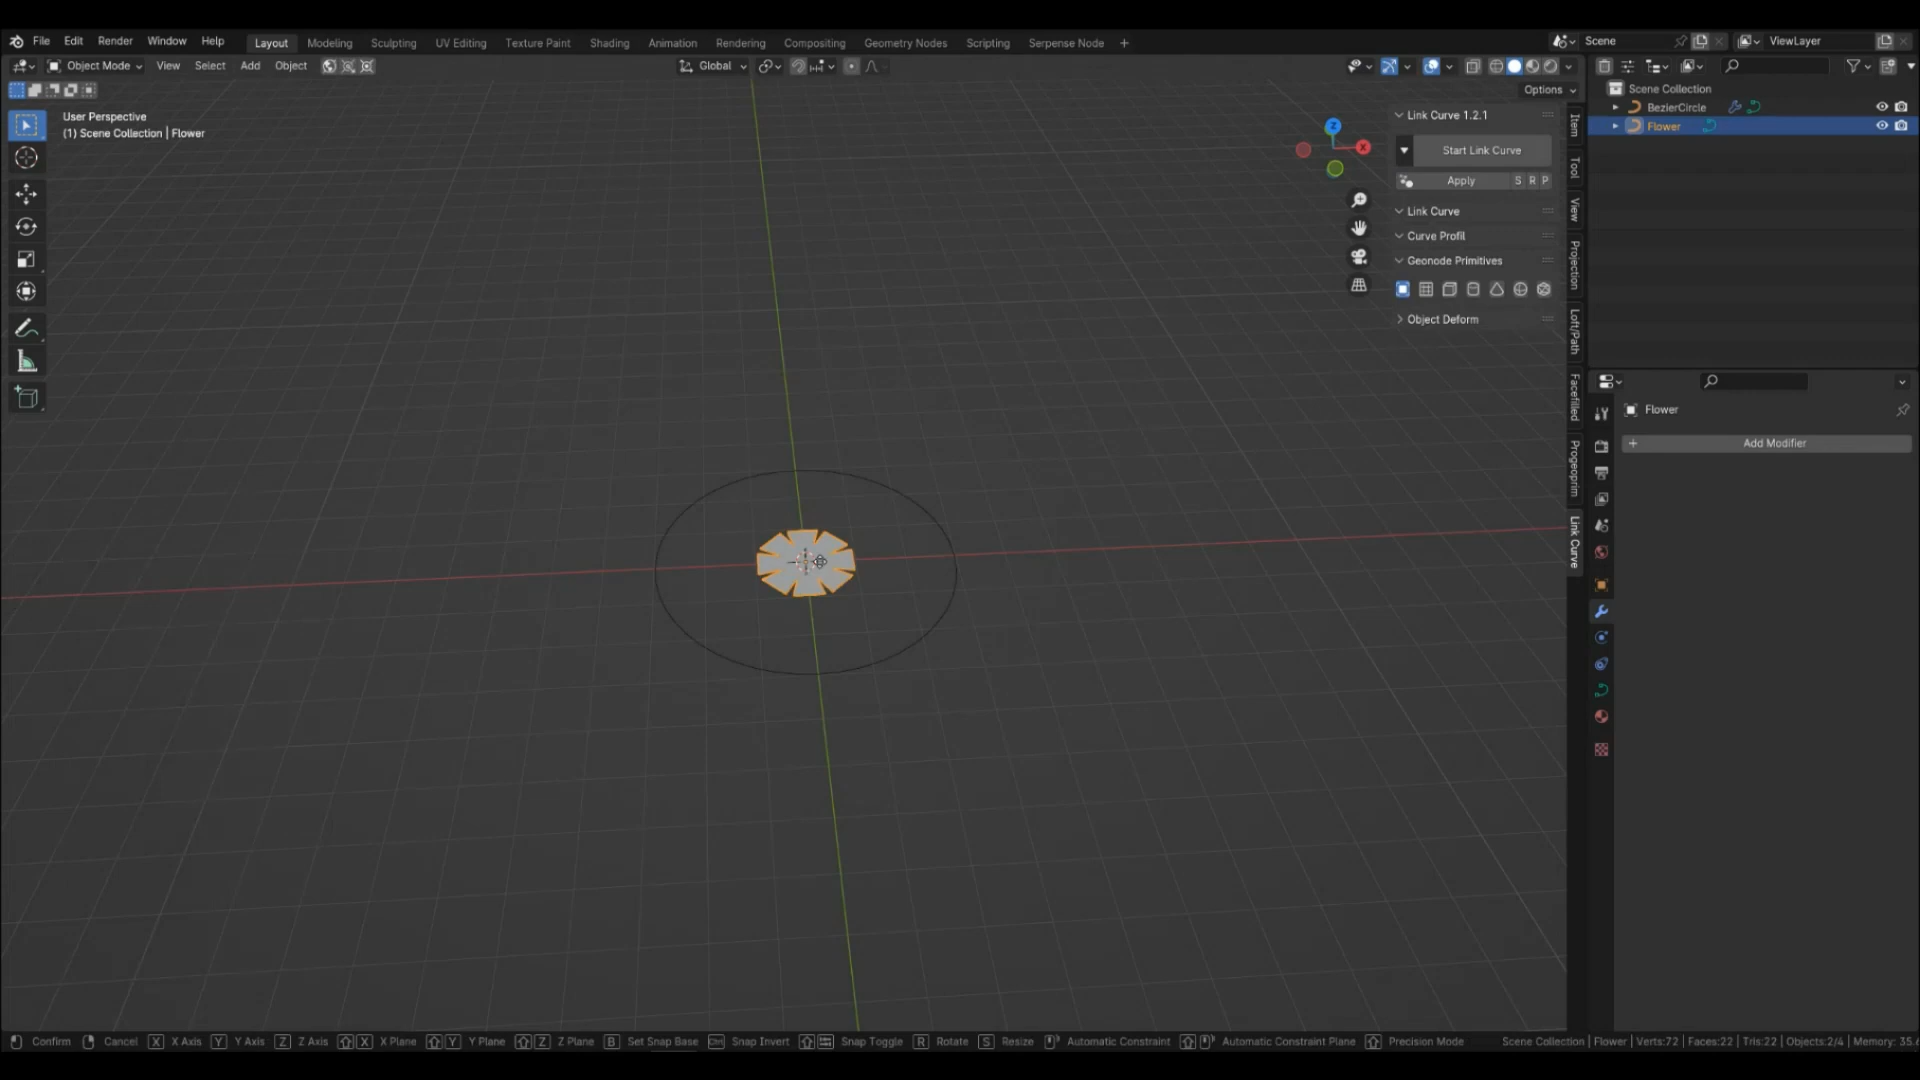 File Edit Render Window Help Layout Modeling Sculpting UV Editing Texture Paint Shading Animation Rendering Compositing Geometry Nodes Scripting Serpense Node + Scene ViewLayer
Object Mode View Select Add Object Global
Options
User Perspective
(1) Scene Collection | Flower
Link Curve 1.2.1
Start Link Curve
Apply S R P
Link Curve
Curve Profil
Geonode Primitives
Object Deform
Z
X
Item
Tool
View
Projection
Loft/Path
Facefilled
Progeoprim
Link Curve
Scene Collection
BezierCircle
Flower
Flower
Add Modifier
Confirm Cancel X X Axis Y Y Axis Z Z Axis X X Plane Y Y Plane Z Z Plane B Set Snap Base Ctrl Snap Invert Snap Toggle R Rotate S Resize Automatic Constraint Automatic Constraint Plane Precision Mode Scene Collection | Flower | Verts:72 | Faces:22 | Tris:22 | Objects:2/4 | Memory: 35.